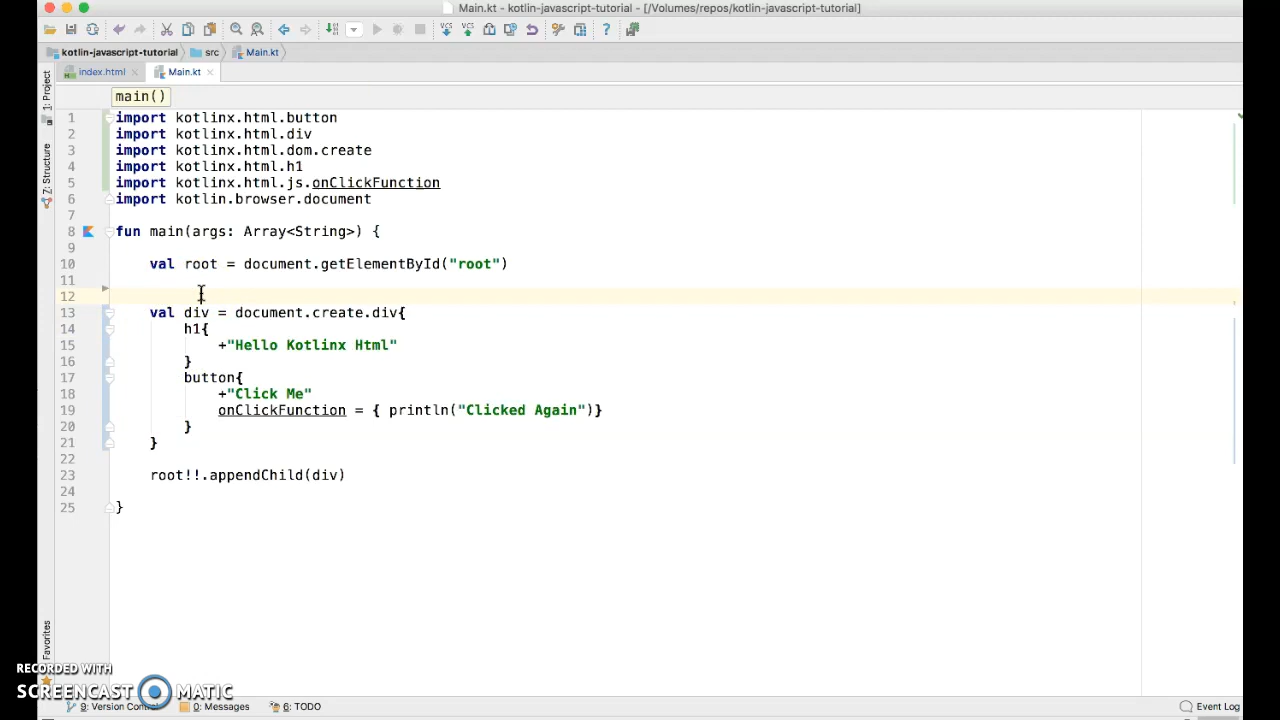 Main.kt - kotlin-javascript-tutorial - [/Volumes/repos/kotlin-javascript-tutorial]
kotlin-javascript-tutorial src Main.kt
index.html Main.kt
main()
1 import kotlinx.html.button
2 import kotlinx.html.div
3 import kotlinx.html.dom.create
4 import kotlinx.html.h1
5 import kotlinx.html.js.onClickFunction
6 import kotlin.browser.document
7
8 fun main(args: Array<String>) {
9
10 val root = document.getElementById("root")
11
12
13 val div = document.create.div{
14 h1{
15 +"Hello Kotlinx Html"
16 }
17 button{
18 +"Click Me"
19 onClickFunction = { println("Clicked Again")}
20 }
21 }
22
23 root!!.appendChild(div)
24
25 }
1: Project
7: Structure
Favorites
RECORDED WITH
SCREENCAST MATIC
9: Version Control 0: Messages 6: TODO Event Log